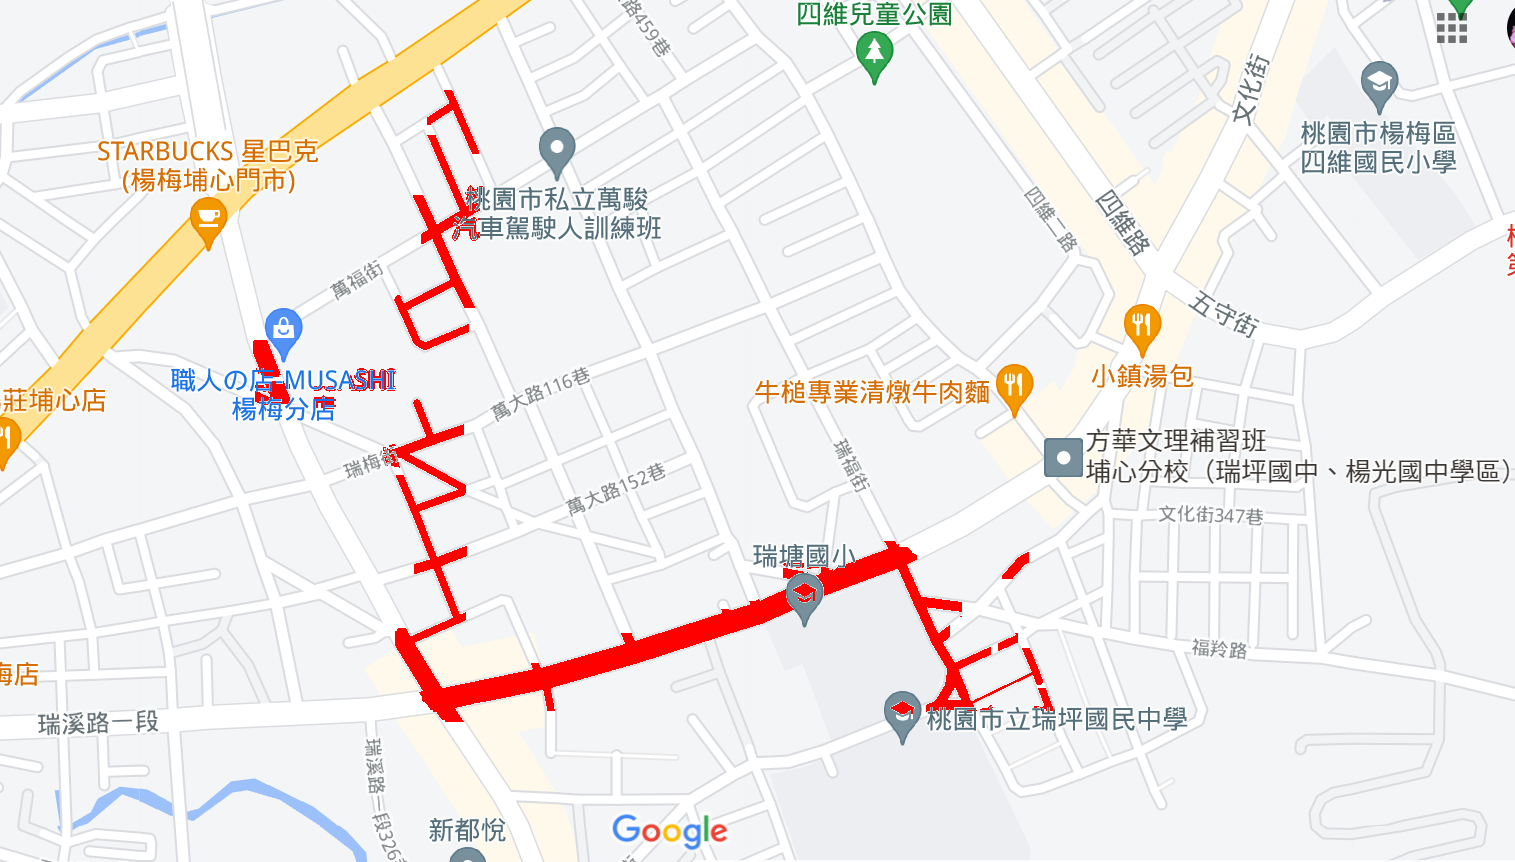 四維兒童公園
路459巷
文化街
桃園市楊梅區
四維國民小學
STARBUCKS 星巴克
(楊梅埔心門市)
桃園市私立萬駿
汽車駕駛人訓練班
四維二路
四維路
萬福街
五守街
職人の店-MUSASHI
楊梅分店
莊埔心店
萬大路116巷
牛槌專業清燉牛肉麵
小鎮湯包
瑞梅街
瑞福街
方華文理補習班
埔心分校（瑞坪國中、楊光國中學區）
萬大路152巷
文化街347巷
瑞塘國小
福羚路
梅店
瑞溪路一段
桃園市立瑞坪國民中學
瑞溪路一段326巷
新都悅
Google